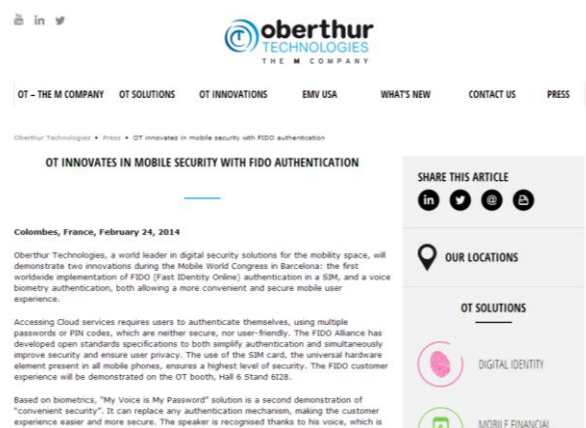 oberthur
TECHNOLOGIES
THE M COMPANY
OT – THE M COMPANY OT SOLUTIONS OT INNOVATIONS EMV USA WHAT'S NEW CONTACT US PRESS
Oberthur Technologies • Press • OT innovates in mobile security with FIDO authentication
OT INNOVATES IN MOBILE SECURITY WITH FIDO AUTHENTICATION
Colombes, France, February 24, 2014
Oberthur Technologies, a world leader in digital security solutions for the mobility space, will
demonstrate two innovations during the Mobile World Congress in Barcelona: the first
worldwide implementation of FIDO (Fast IDentity Online) authentication in a SIM, and a voice
biometry authentication, both allowing a more convenient and secure mobile user
experience.
Accessing Cloud services requires users to authenticate themselves, using multiple
passwords or PIN codes, which are neither secure, nor user-friendly. The FIDO Alliance has
developed open standards specifications to both simplify authentication and simultaneously
improve security and ensure user privacy. The use of the SIM card, the universal hardware
element present in all mobile phones, ensures a highest level of security. The FIDO customer
experience will be demonstrated on the OT booth, Hall 6 Stand 6I28.
Based on biometrics, "My Voice is My Password" solution is a second demonstration of
"convenient security". It can replace any authentication mechanism, making the customer
experience easier and more secure. The speaker is recognised thanks to his voice, which is
SHARE THIS ARTICLE
OUR LOCATIONS
OT SOLUTIONS
DIGITAL IDENTITY
MOBILE FINANCIAL